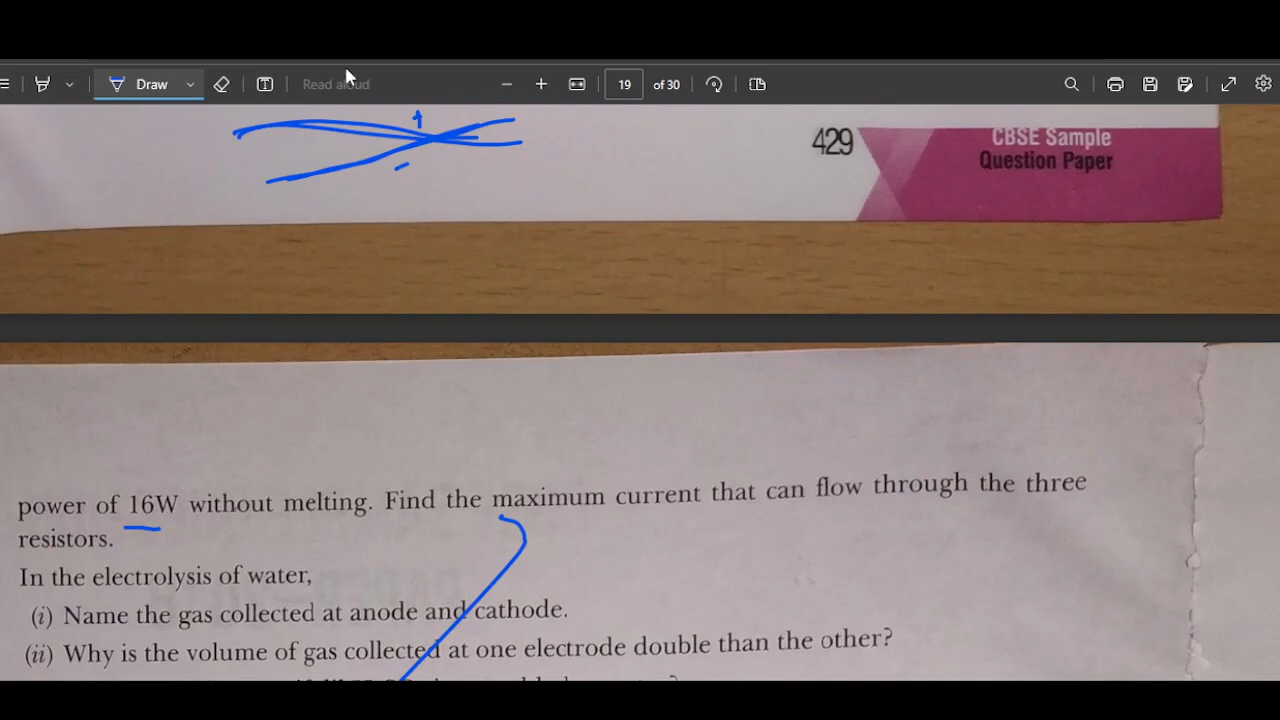 Draw
Read aloud
19 of 30
429
CBSE Sample
Question Paper
+
-
power of 16W without melting. Find the maximum current that can flow through the three
resistors.
In the electrolysis of water,
(i) Name the gas collected at anode and cathode.
(ii) Why is the volume of gas collected at one electrode double than the other?